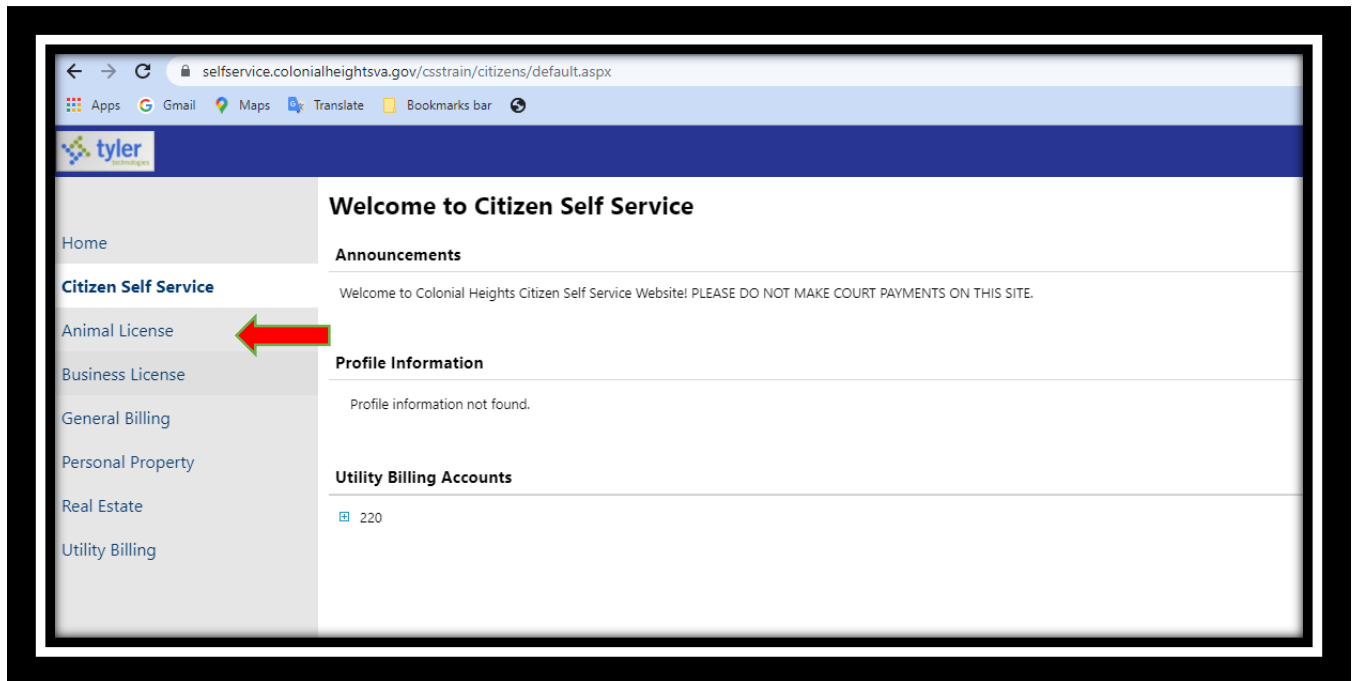 selfservice.colonialheightsva.gov/csstrain/citizens/default.aspx
Apps Gmail Maps Translate Bookmarks bar
tyler
technologies
Welcome to Citizen Self Service
Home
Announcements
Citizen Self Service
Welcome to Colonial Heights Citizen Self Service Website! PLEASE DO NOT MAKE COURT PAYMENTS ON THIS SITE.
Animal License
Profile Information
Business License
Profile information not found.
General Billing
Personal Property
Utility Billing Accounts
Real Estate
220
Utility Billing